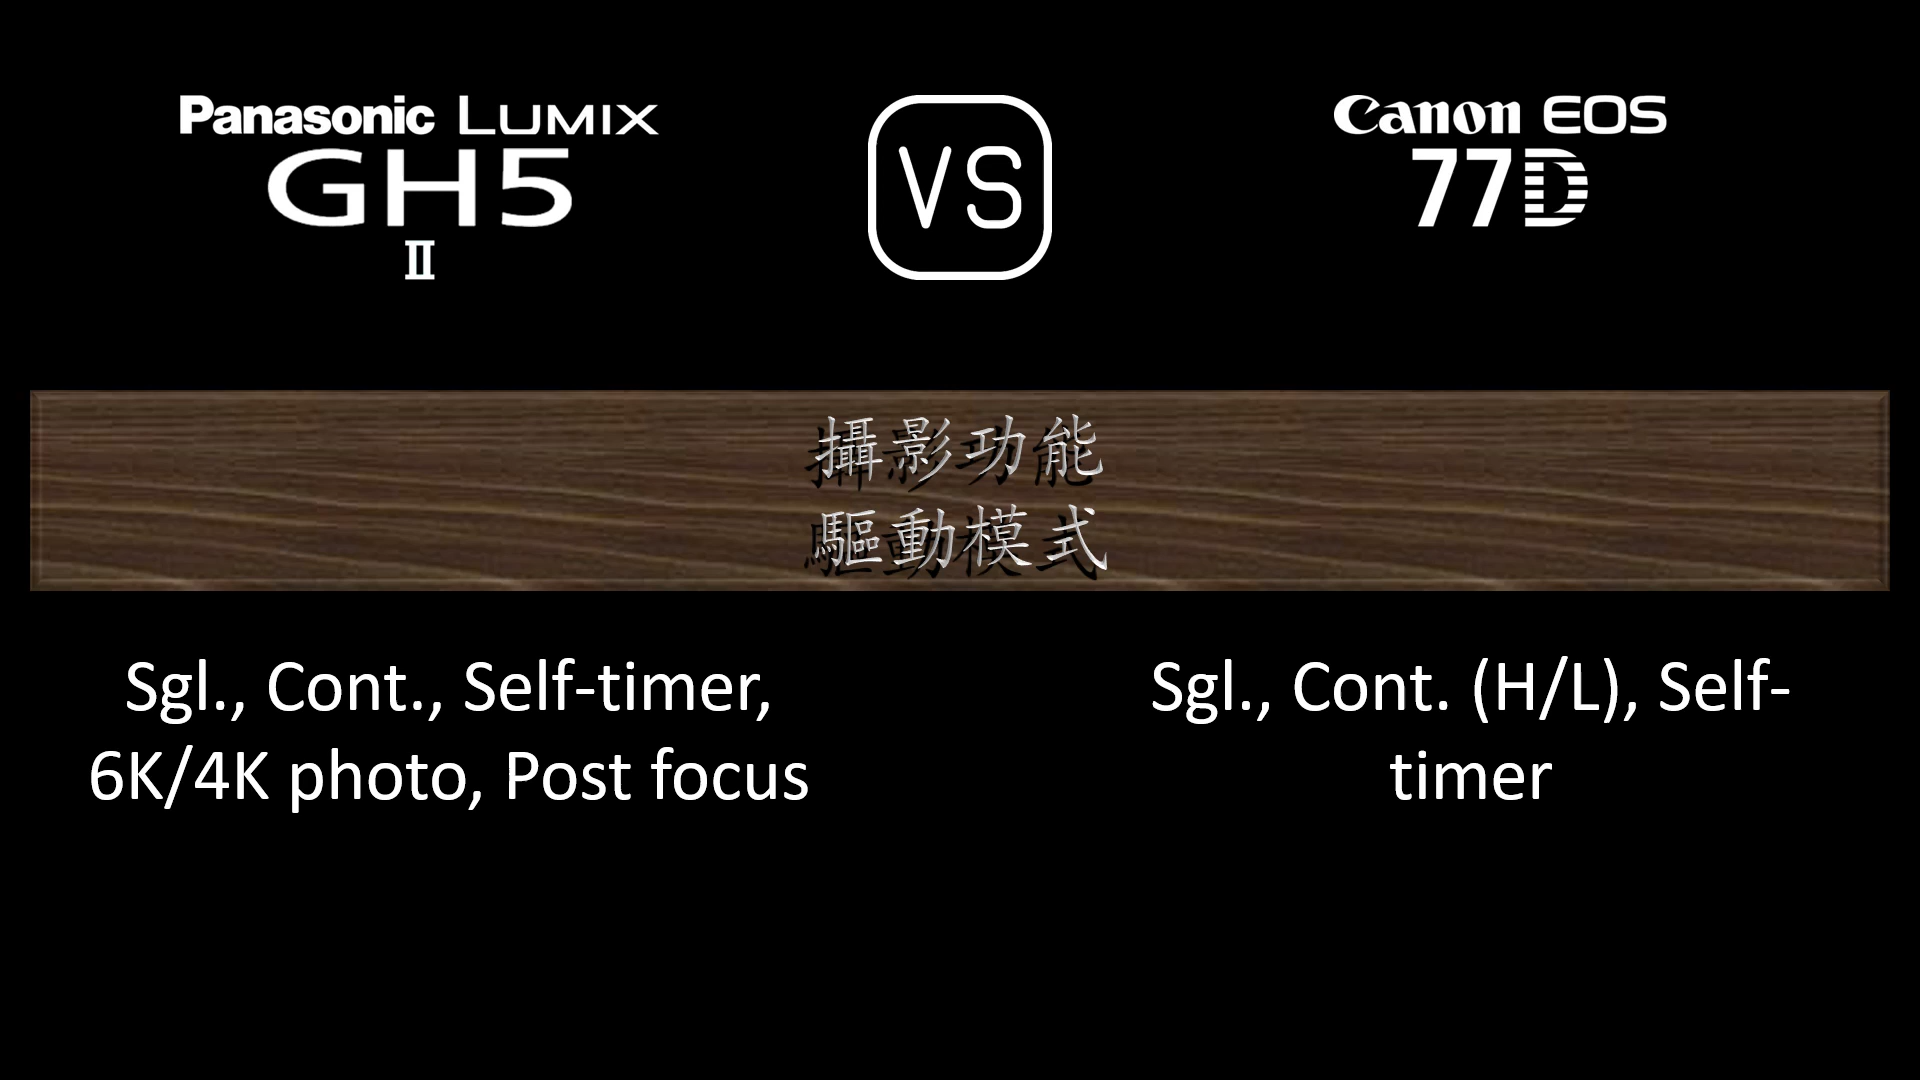 Panasonic LUMIX
GH5
II
VS
Canon EOS
77D
攝影功能
驅動模式
Sgl., Cont., Self-timer,
6K/4K photo, Post focus
Sgl., Cont. (H/L), Self-
timer